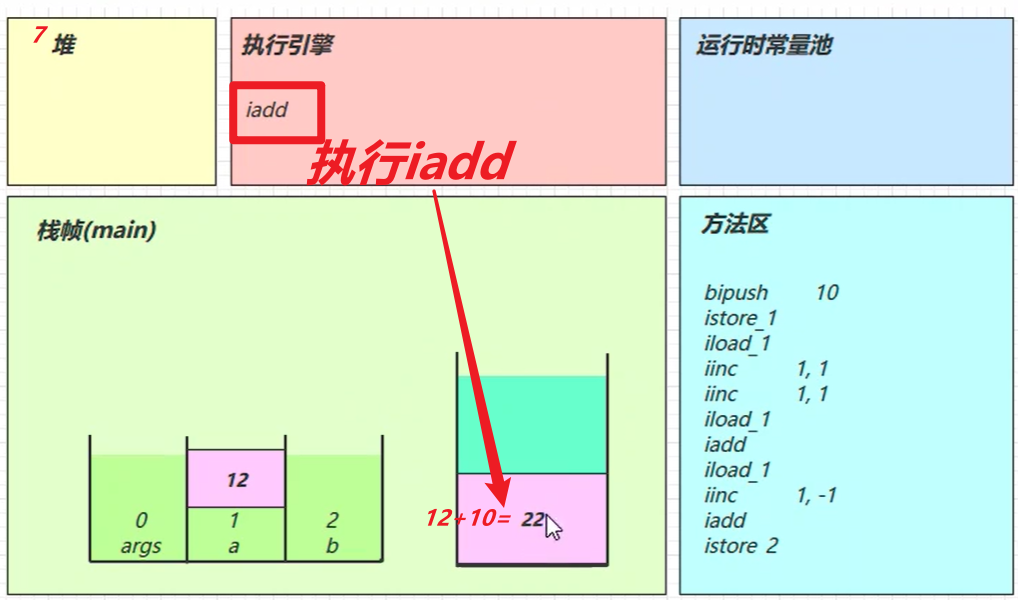 7 堆
执行引擎
运行时常量池
iadd
执行iadd
栈帧(main)
12
0 1 2
args a b
12+10= 22
方法区
bipush 10
istore_1
iload_1
iinc 1, 1
iinc 1, 1
iload_1
iadd
iload_1
iinc 1, -1
iadd
istore 2